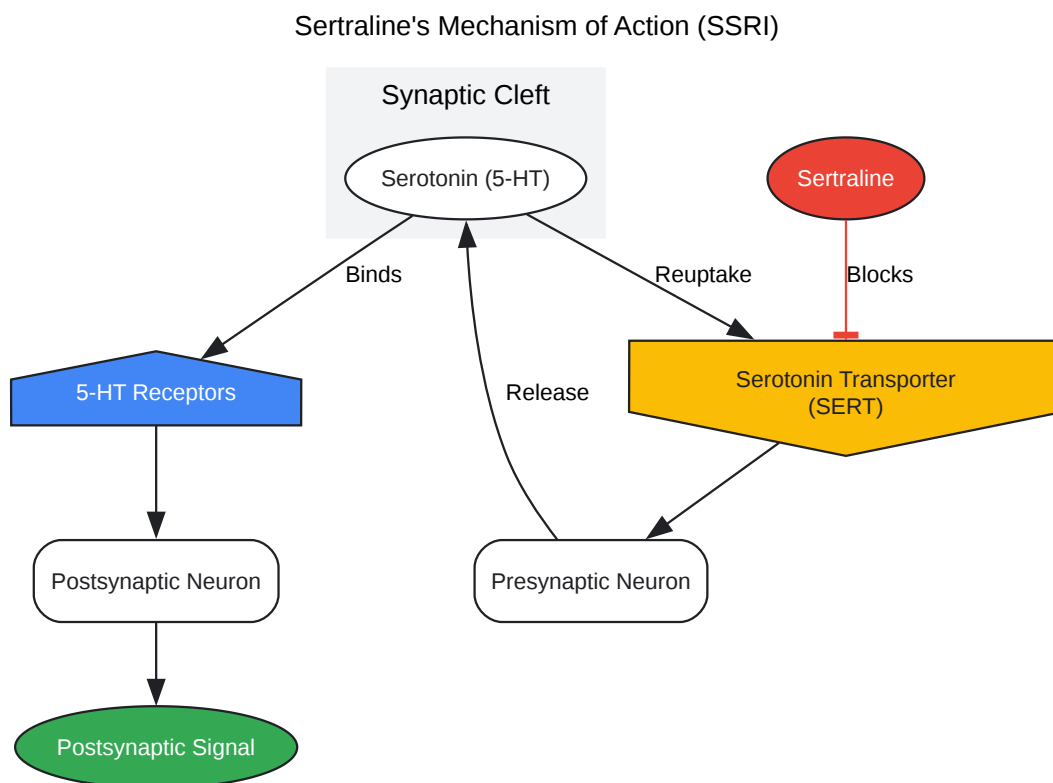 Sertraline's Mechanism of Action (SSRI)
Synaptic Cleft
Serotonin (5-HT)
Sertraline
Binds
Reuptake
Blocks
5-HT Receptors
Serotonin Transporter
(SERT)
Release
Postsynaptic Neuron
Presynaptic Neuron
Postsynaptic Signal